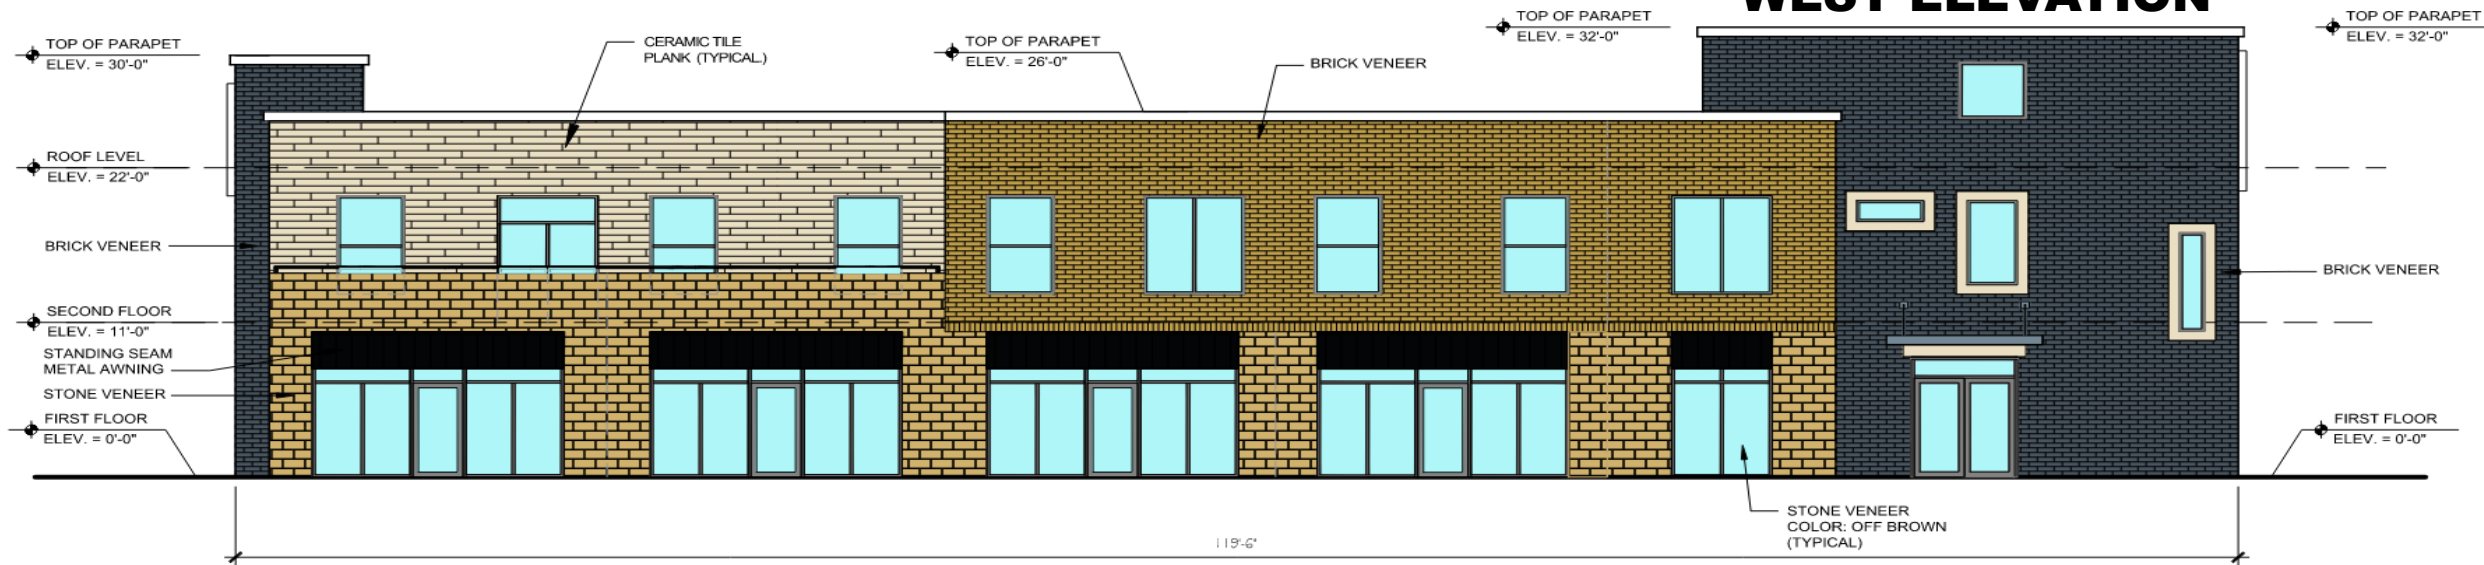 WEST ELEVATION
TOP OF PARAPET
ELEV. = 30'-0"
CERAMIC TILE
PLANK (TYPICAL.)
TOP OF PARAPET
ELEV. = 26'-0"
BRICK VENEER
TOP OF PARAPET
ELEV. = 32'-0"
TOP OF PARAPET
ELEV. = 32'-0"
ROOF LEVEL
ELEV. = 22'-0"
BRICK VENEER
BRICK VENEER
SECOND FLOOR
ELEV. = 11'-0"
STANDING SEAM
METAL AWNING
STONE VENEER
FIRST FLOOR
ELEV. = 0'-0"
FIRST FLOOR
ELEV. = 0'-0"
STONE VENEER
COLOR: OFF BROWN
(TYPICAL)
119'-6"